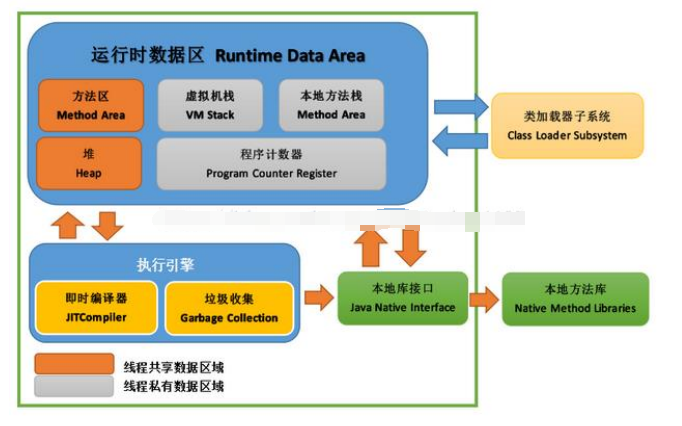 运行时数据区 Runtime Data Area
方法区
Method Area
虚拟机栈
VM Stack
本地方法栈
Method Area
堆
Heap
程序计数器
Program Counter Register
类加载器子系统
Class Loader Subsystem
执行引擎
即时编译器
JITCompiler
垃圾收集
Garbage Collection
本地库接口
Java Native Interface
本地方法库
Native Method Libraries
线程共享数据区域
线程私有数据区域